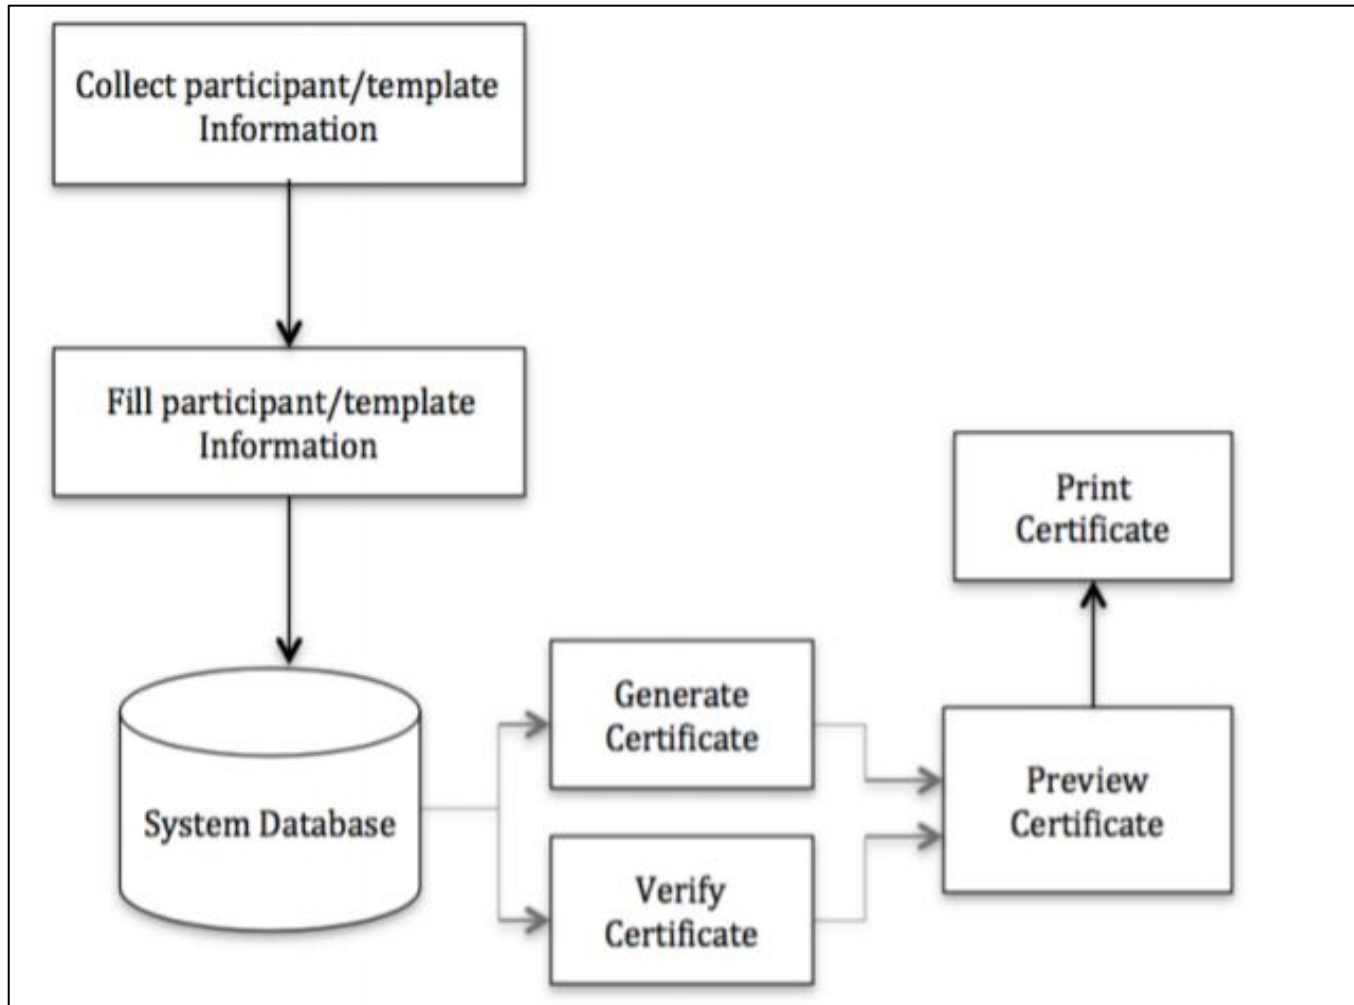 Collect participant/template
Information
Fill participant/template
Information
Print
Certificate
Generate
Certificate
Preview
Certificate
System Database
Verify
Certificate